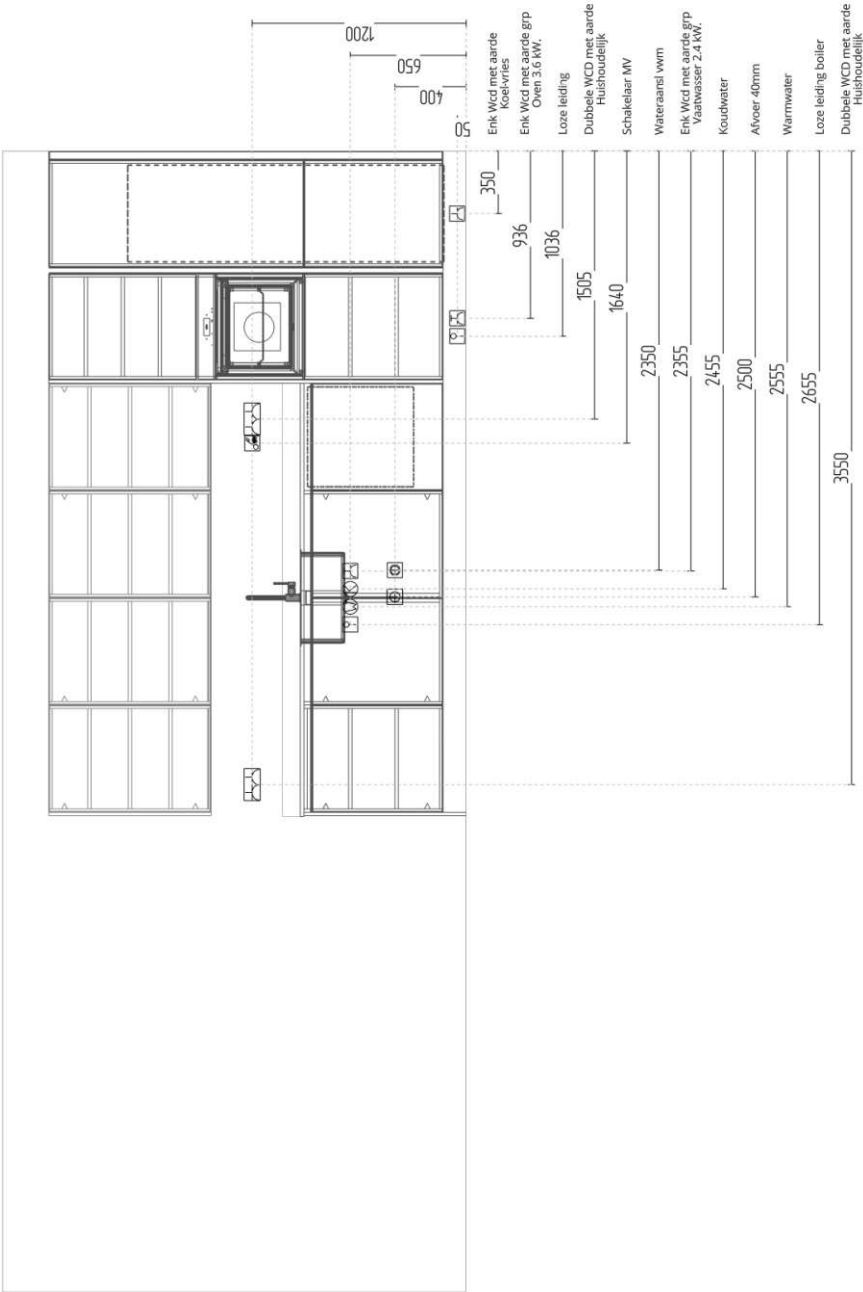 1200
650
400
50
Enk Wcd met aarde
Koel-vries
350
Enk Wcd met aarde grp
Oven 3.6 kW.
936
Loze leiding
1036
Dubbele WCD met aarde
Huishoudelijk
1505
Schakelaar MV
1640
Wateraansl vwm
2350
Enk Wcd met aarde grp
Vaatwasser 2.4 kW.
2355
Koudwater
2455
Afvoer 40mm
2500
Warmwater
2555
Loze leiding boiler
2655
Dubbele WCD met aarde
Huishoudelijk
3550